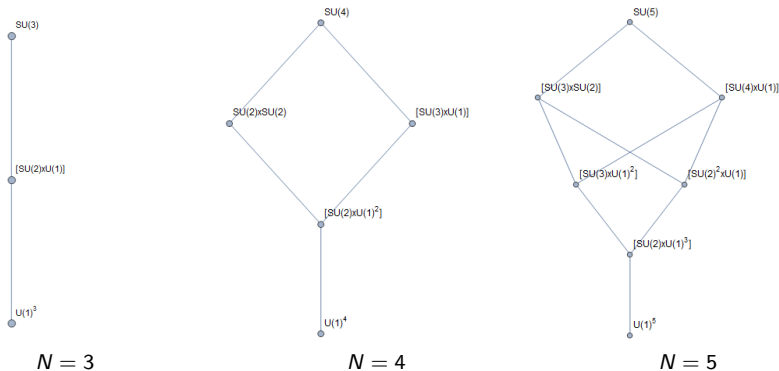 SU(3)
[SU(2)xU(1)]
U(1)³
N = 3
SU(4)
SU(2)xSU(2)
[SU(3)xU(1)]
[SU(2)xU(1)²]
U(1)⁴
N = 4
SU(5)
[SU(3)xSU(2)]
[SU(4)xU(1)]
[SU(3)xU(1)²]
[SU(2)²xU(1)]
[SU(2)xU(1)³]
U(1)⁵
N = 5